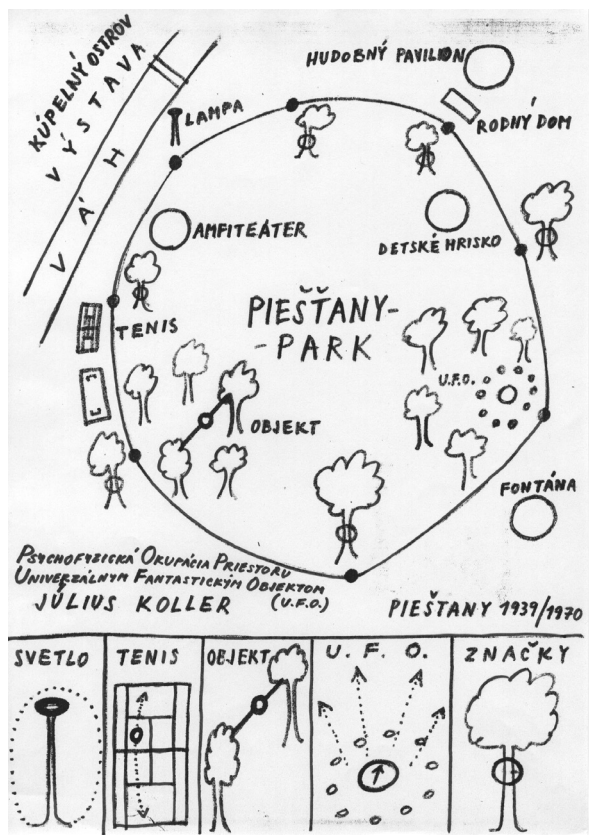 KÚPELNÝ OSTROV
VÝSTAVA
VÁH
HUDOBNÝ PAVILION
LAMPA
RODNÝ DOM
AMFITEÁTER
DETSKÉ HRISKO
PIEŠŤANY-
-PARK
TENIS
U.F.O.
OBJEKT
FONTÁNA
PSYCHOFYZICKÁ OKUPÁCIA PRIESTORU
UNIVERZÁLNYM FANTASTICKÝM OBJEKTOM
JÚLIUS KOLLER (U.F.O.)
PIEŠŤANY 1939/1970
SVETLO
TENIS
OBJEKT
U. F. O.
ZNAČKY